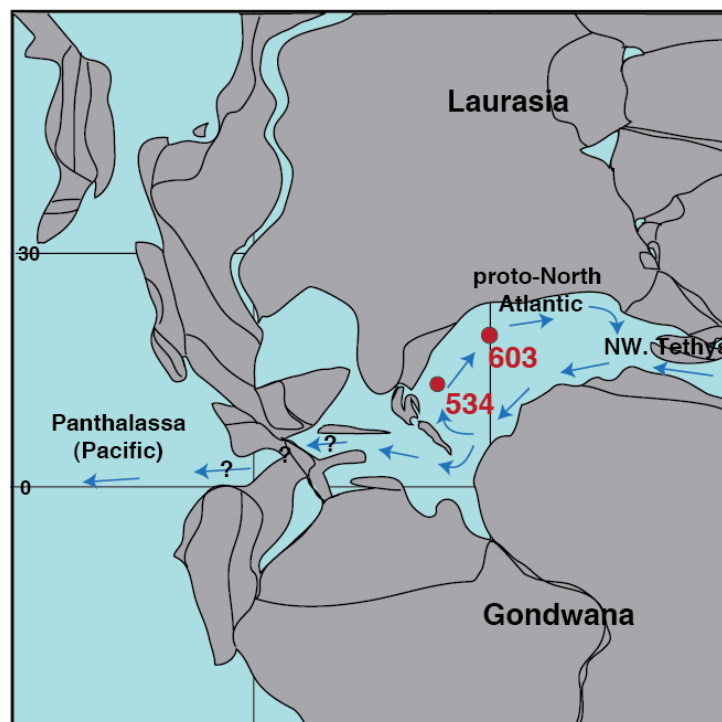 Laurasia
30
proto-North
Atlantic
603
NW. Tethys
534
Panthalassa
(Pacific)
?
?
?
0
Gondwana